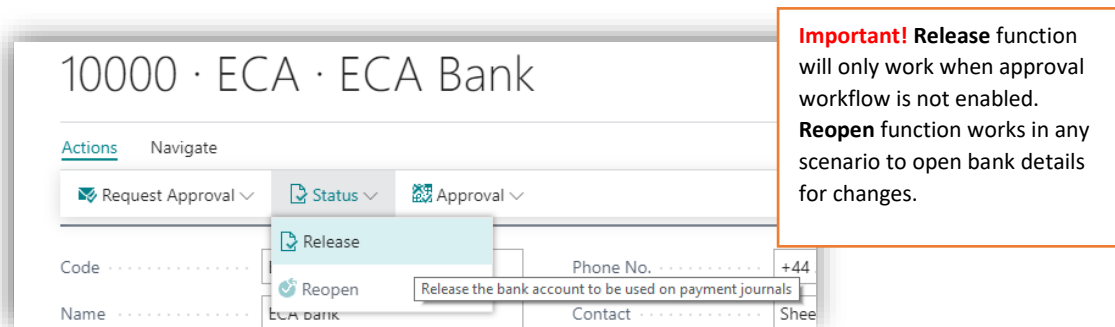 Important! Release function
will only work when approval
workflow is not enabled.
Reopen function works in any
scenario to open bank details
for changes.
10000 · ECA · ECA Bank
Actions Navigate
Request Approval Status Approval
Release
Code Phone No. +44
Reopen Release the bank account to be used on payment journals
Name ECA Bank Contact Shee